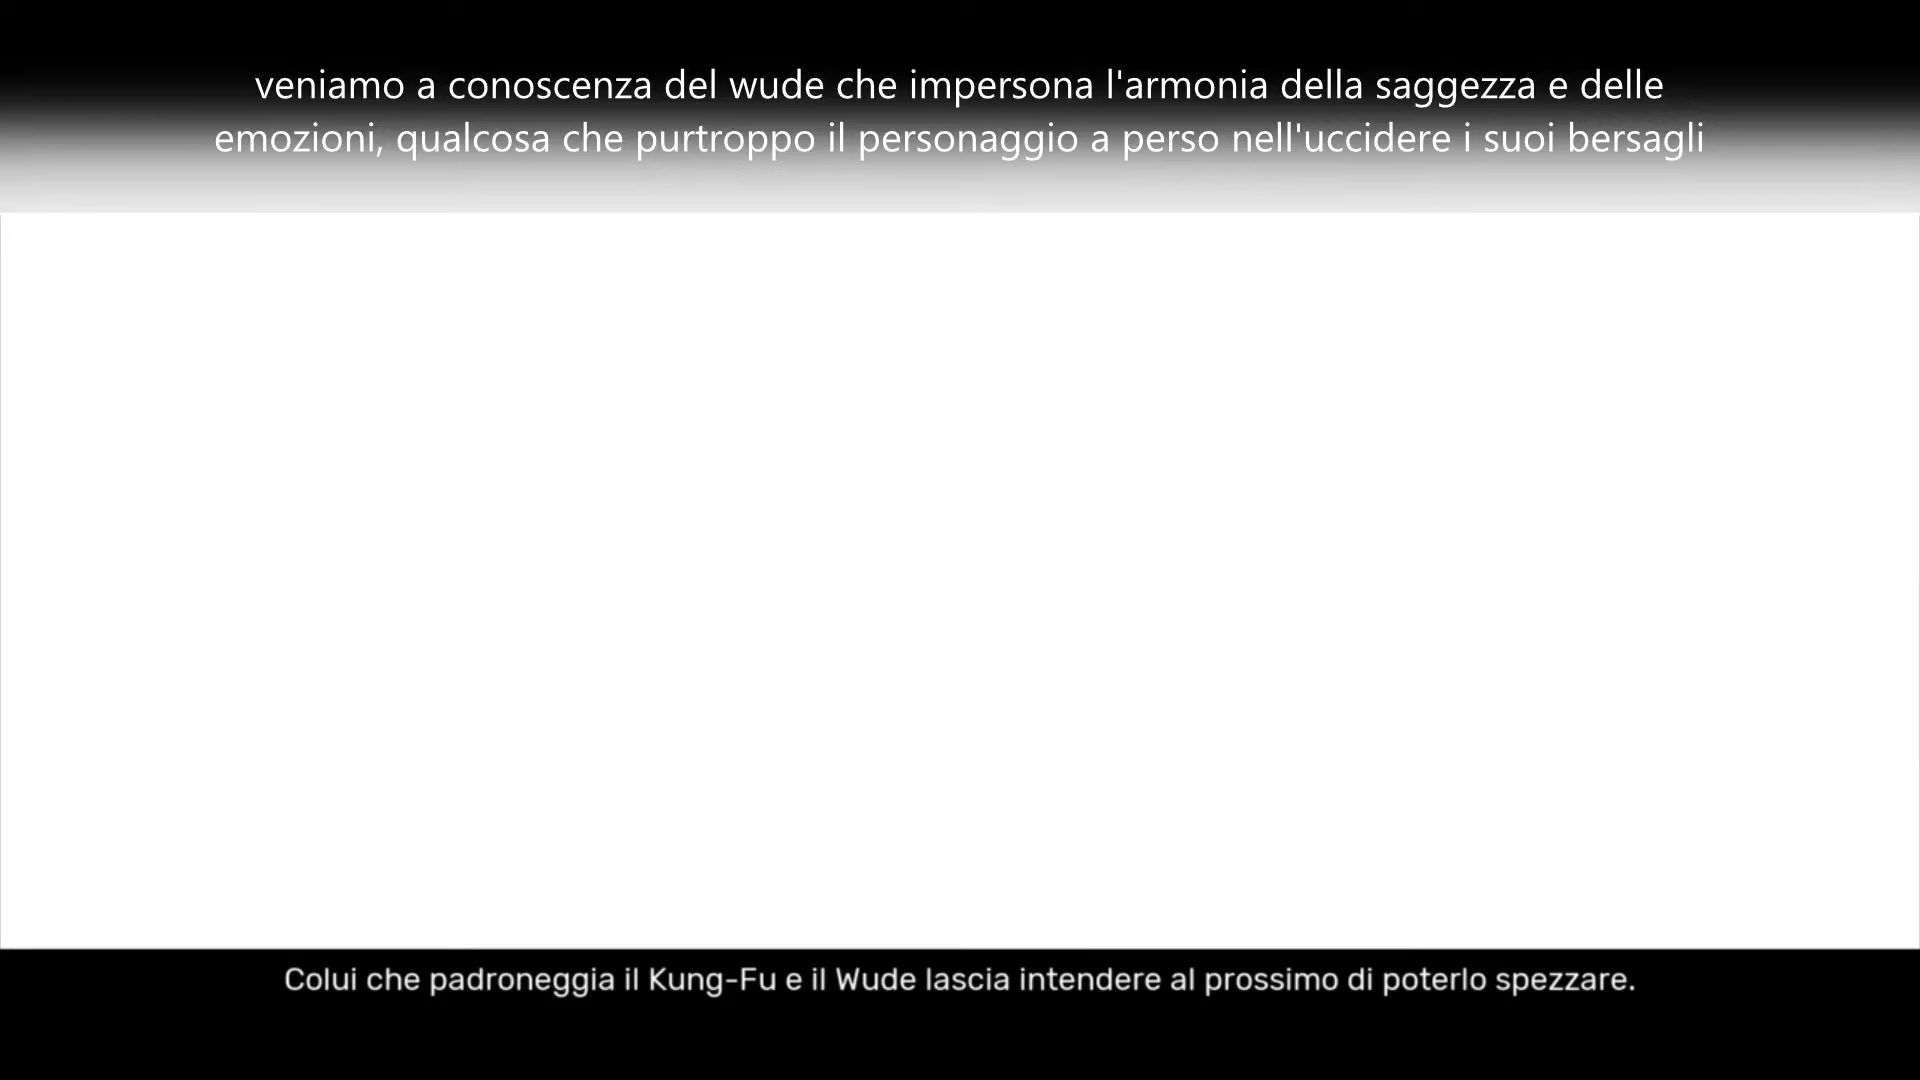 veniamo a conoscenza del wude che impersona l'armonia della saggezza e delle
emozioni, qualcosa che purtroppo il personaggio a perso nell'uccidere i suoi bersagli
Colui che padroneggia il Kung-Fu e il Wude lascia intendere al prossimo di poterlo spezzare.